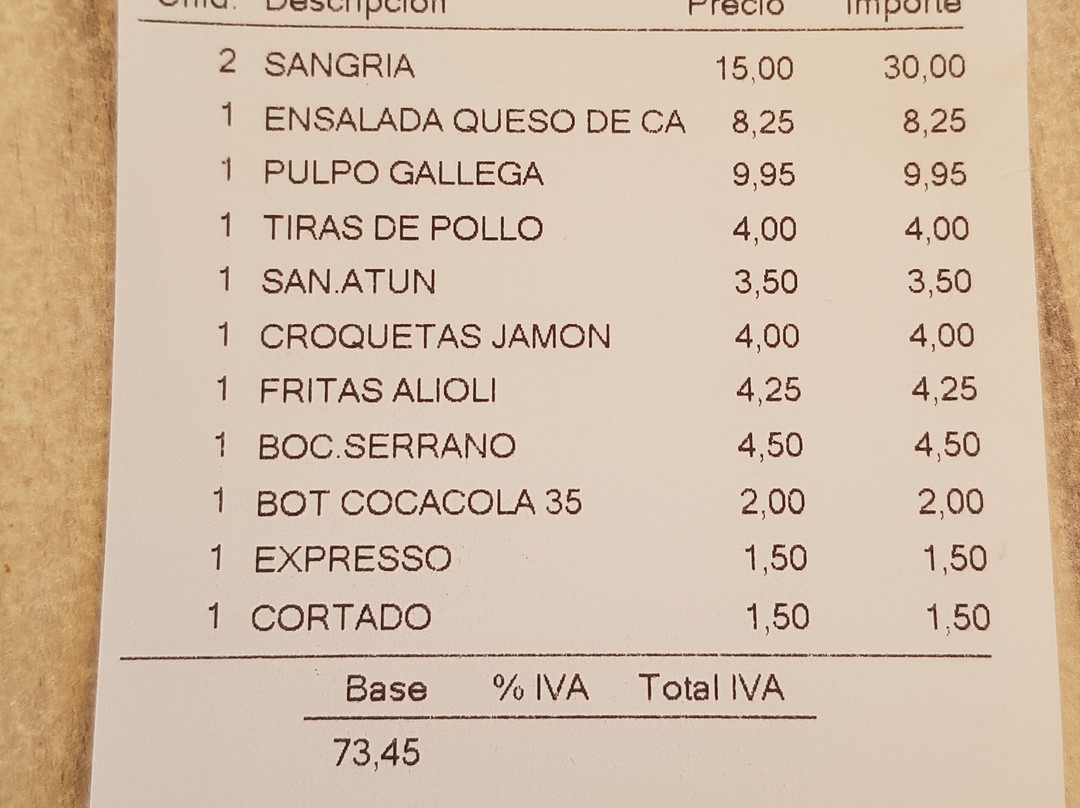 Unid. Descripción Precio Importe
2 SANGRIA 15,00 30,00
1 ENSALADA QUESO DE CA 8,25 8,25
1 PULPO GALLEGA 9,95 9,95
1 TIRAS DE POLLO 4,00 4,00
1 SAN.ATUN 3,50 3,50
1 CROQUETAS JAMON 4,00 4,00
1 FRITAS ALIOLI 4,25 4,25
1 BOC.SERRANO 4,50 4,50
1 BOT COCACOLA 35 2,00 2,00
1 EXPRESSO 1,50 1,50
1 CORTADO 1,50 1,50
Base % IVA Total IVA
73,45